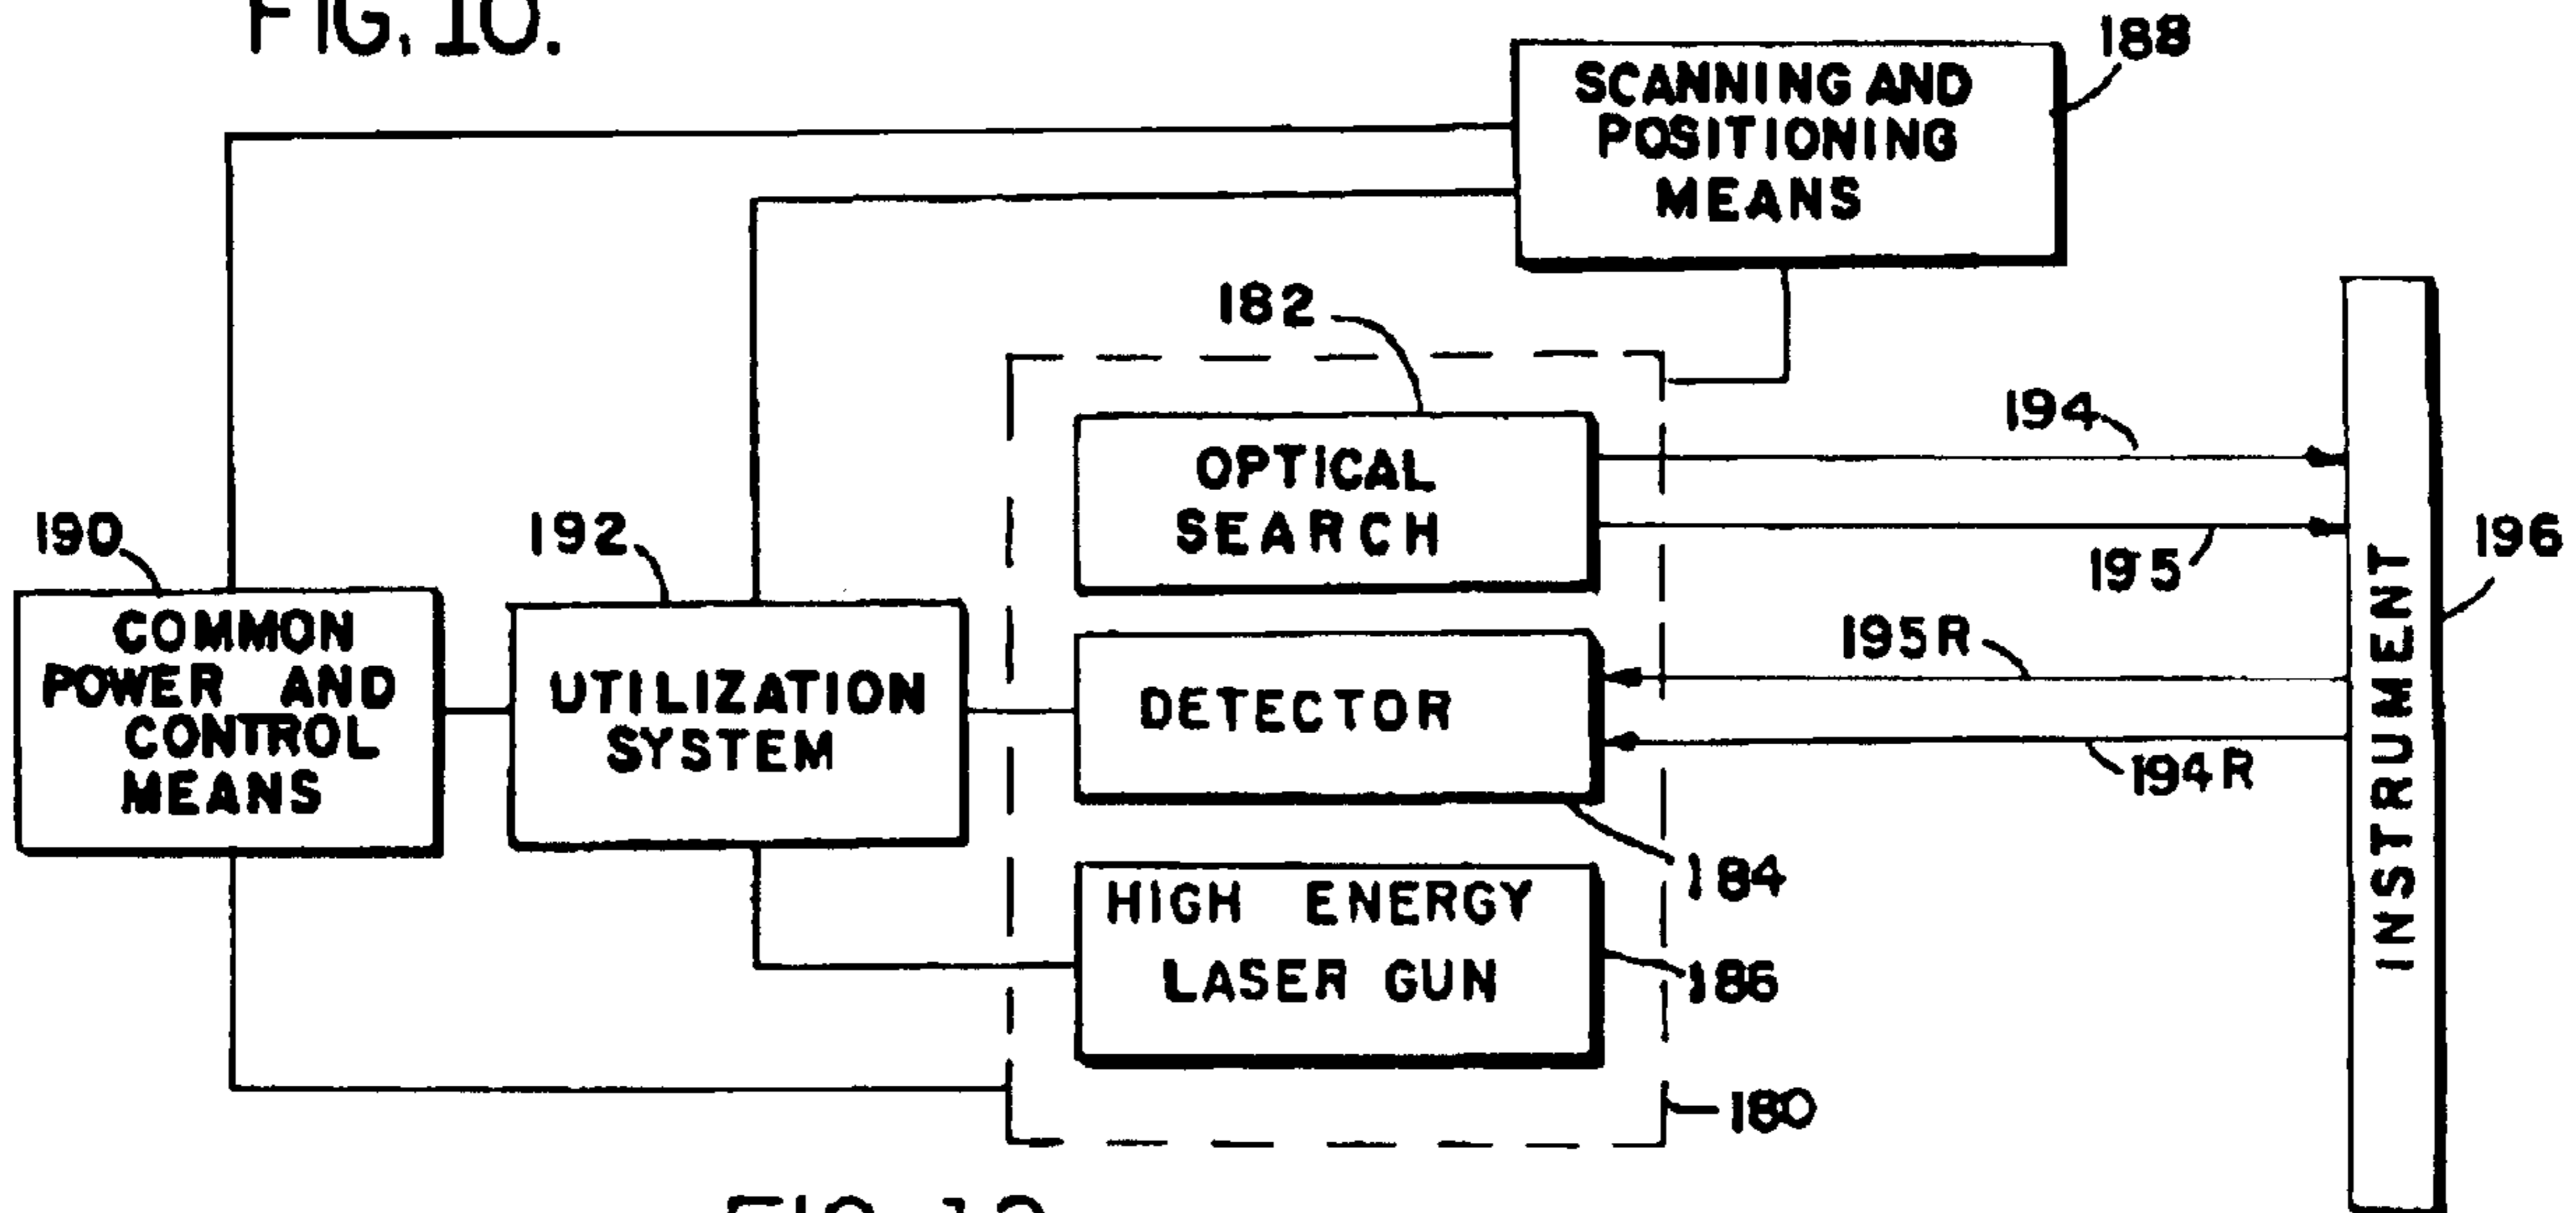 FIG. 10.
188
SCANNING AND
POSITIONING
MEANS
182
194
OPTICAL
SEARCH
195
196
190
192
195R
COMMON
POWER AND
CONTROL
MEANS
UTILIZATION
SYSTEM
DETECTOR
194R
INSTRUMENT
184
HIGH ENERGY
LASER GUN
186
180